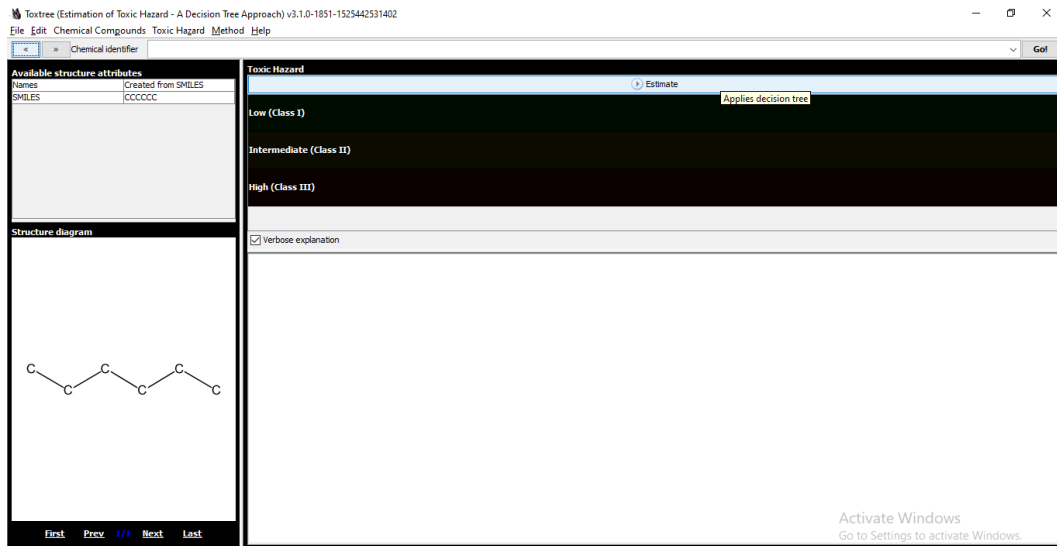 Toxtree (Estimation of Toxic Hazard - A Decision Tree Approach) v3.1.0-1851-1525442531402
File Edit Chemical Compounds Toxic Hazard Method Help
« » Chemical identifier Go!
Available structure attributes
Names Created from SMILES
SMILES CCCCCC
Structure diagram
C C C
C C C
First Prev 1/1 Next Last
Toxic Hazard
Estimate
Applies decision tree
Low (Class I)
Intermediate (Class II)
High (Class III)
Verbose explanation
Activate Windows
Go to Settings to activate Windows.